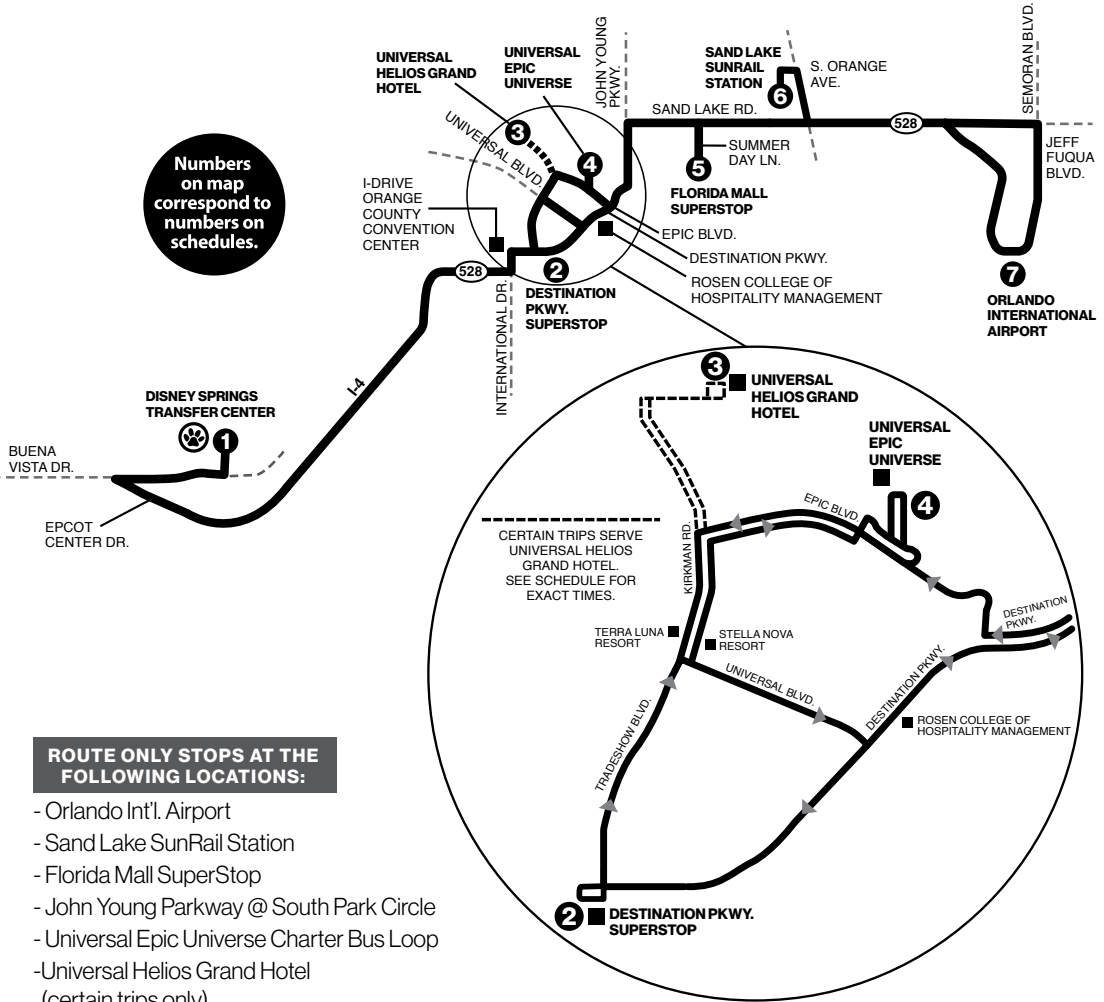 UNIVERSAL
HELIOS GRAND
HOTEL
UNIVERSAL
EPIC
UNIVERSE
JOHN YOUNG
PKWY.
SAND LAKE
SUNRAIL
STATION
S. ORANGE
AVE.
SEMORAN BLVD.
6
SAND LAKE RD.
528
3
UNIVERSAL BLVD.
4
SUMMER
DAY LN.
JEFF
FUQUA
BLVD.
Numbers
on map
correspond to
numbers on
schedules.
I-DRIVE
ORANGE
COUNTY
CONVENTION
CENTER
5
FLORIDA MALL
SUPERSTOP
EPIC BLVD.
DESTINATION PKWY.
ROSEN COLLEGE OF
HOSPITALITY MANAGEMENT
528
2
DESTINATION
PKWY.
SUPERSTOP
INTERNATIONAL DR.
7
ORLANDO
INTERNATIONAL
AIRPORT
I-4
DISNEY SPRINGS
TRANSFER CENTER
1
BUENA
VISTA DR.
EPCOT
CENTER DR.
3
UNIVERSAL
HELIOS GRAND
HOTEL
UNIVERSAL
EPIC
UNIVERSE
4
EPIC BLVD.
CERTAIN TRIPS SERVE
UNIVERSAL HELIOS
GRAND HOTEL.
SEE SCHEDULE FOR
EXACT TIMES.
KIRKMAN RD.
DESTINATION
PKWY.
TERRA LUNA
RESORT
STELLA NOVA
RESORT
UNIVERSAL BLVD.
DESTINATION PKWY.
ROSEN COLLEGE OF
HOSPITALITY MANAGEMENT
TRADESHOW BLVD.
2
DESTINATION PKWY.
SUPERSTOP
ROUTE ONLY STOPS AT THE
FOLLOWING LOCATIONS:
- Orlando Int'l. Airport
- Sand Lake SunRail Station
- Florida Mall SuperStop
- John Young Parkway @ South Park Circle
- Universal Epic Universe Charter Bus Loop
-Universal Helios Grand Hotel
(certain trips only)